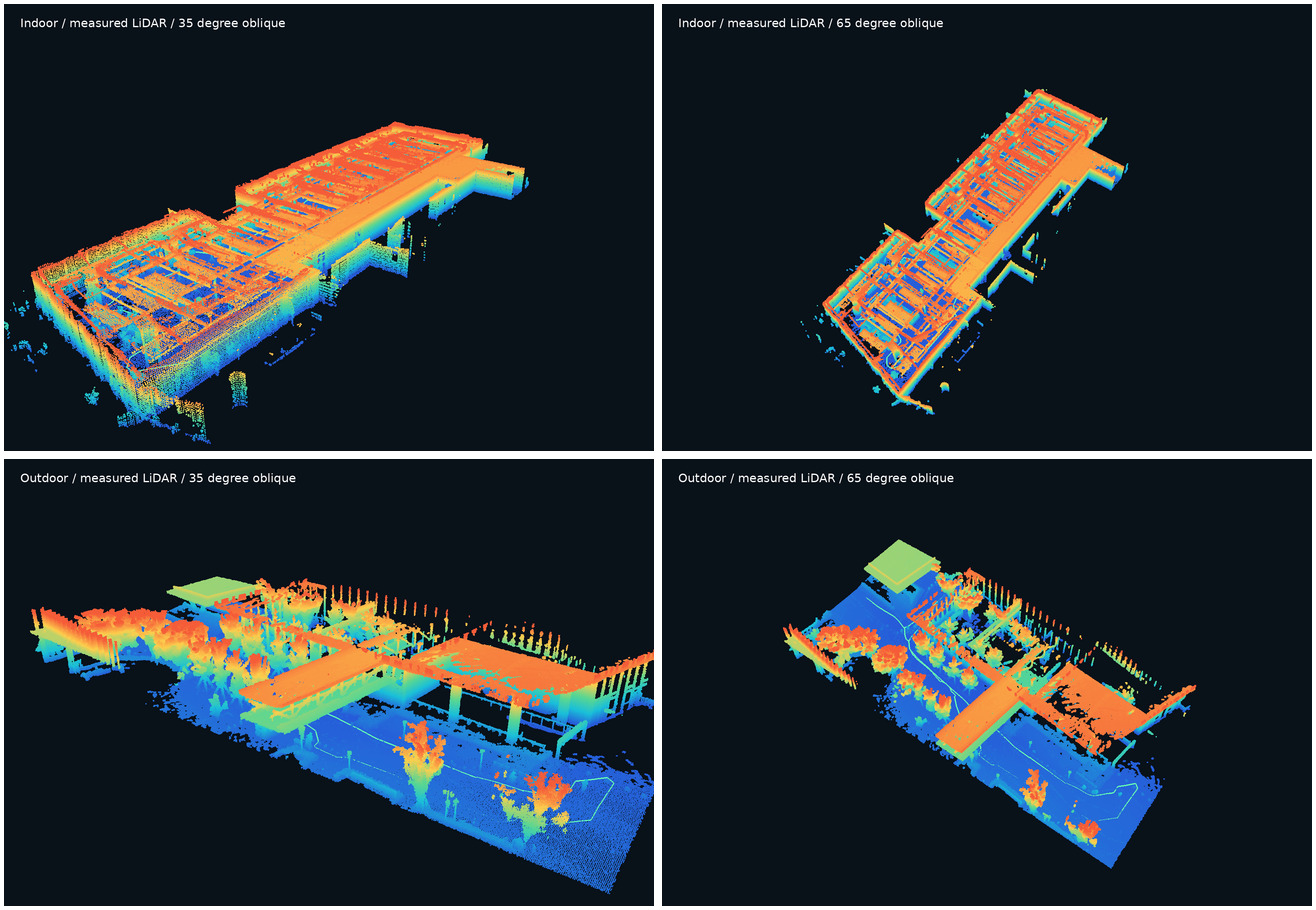 Indoor / measured LiDAR / 35 degree oblique
Indoor / measured LiDAR / 65 degree oblique
Outdoor / measured LiDAR / 35 degree oblique
Outdoor / measured LiDAR / 65 degree oblique